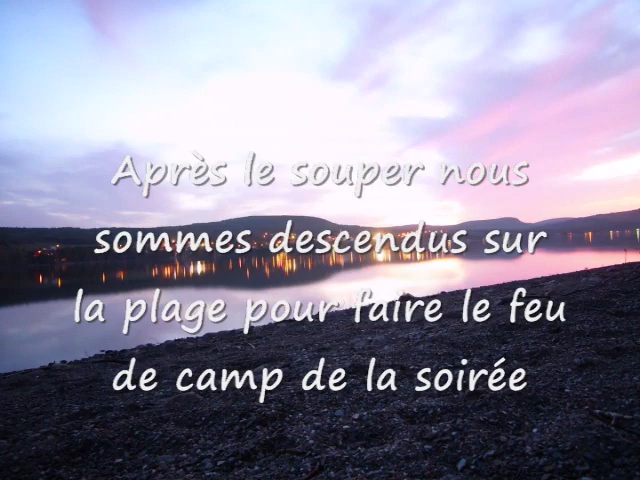 Après le souper nous
sommes descendus sur
la plage pour faire le feu
de camp de la soirée